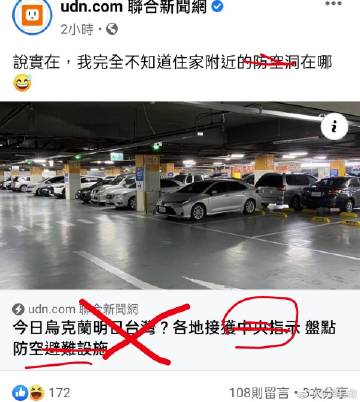 udn.com 聯合新聞網
2小時
說實在,我完全不知道住家附近的防空洞在哪
udn.com 聯合新聞網
今日烏克蘭明日台灣?各地接獲中央指示 盤點
防空避難設施
172
108則留言・3次分享